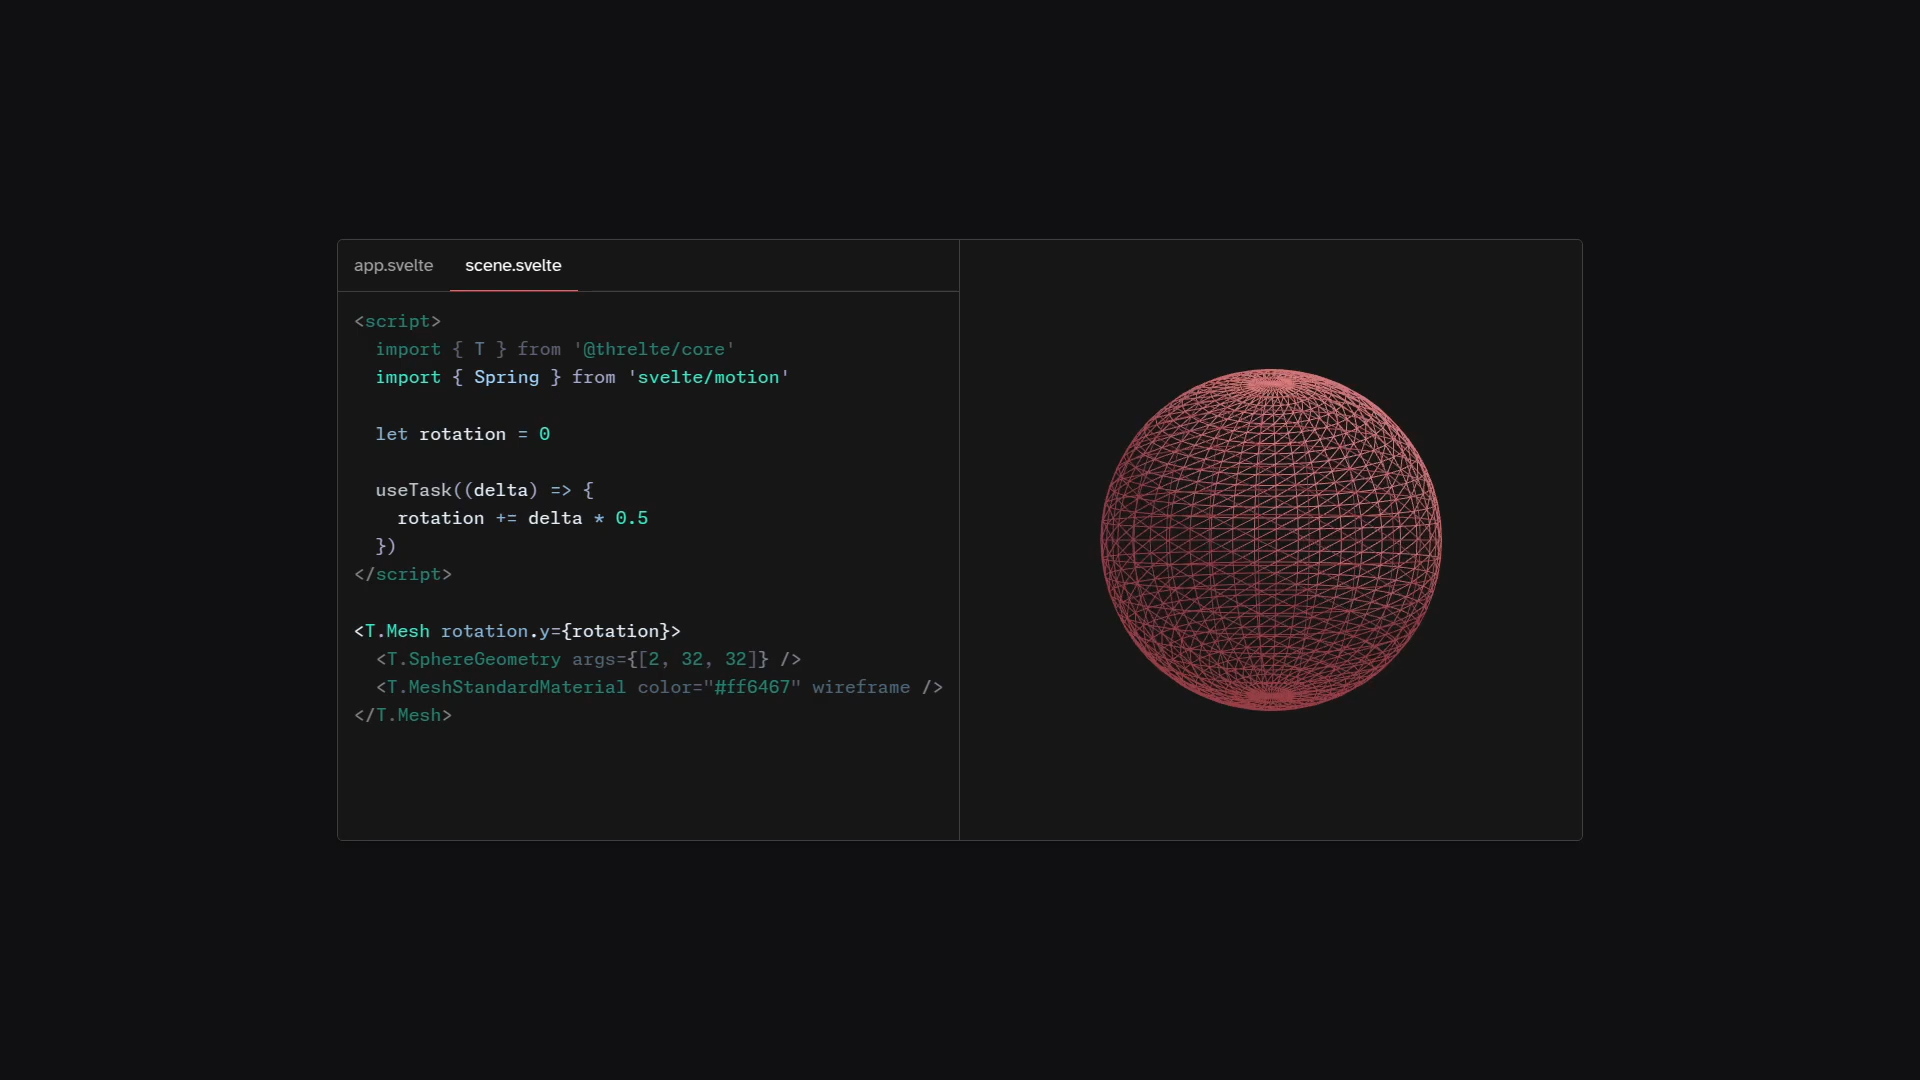 app.svelte scene.svelte
<script>
  import { T } from '@threlte/core'
  import { Spring } from 'svelte/motion'
  let rotation = 0
  useTask((delta) => {
    rotation += delta * 0.5
  })
</script>
<T.Mesh rotation.y={rotation}>
  <T.SphereGeometry args={[2, 32, 32]} />
  <T.MeshStandardMaterial color="#ff6467" wireframe />
</T.Mesh>